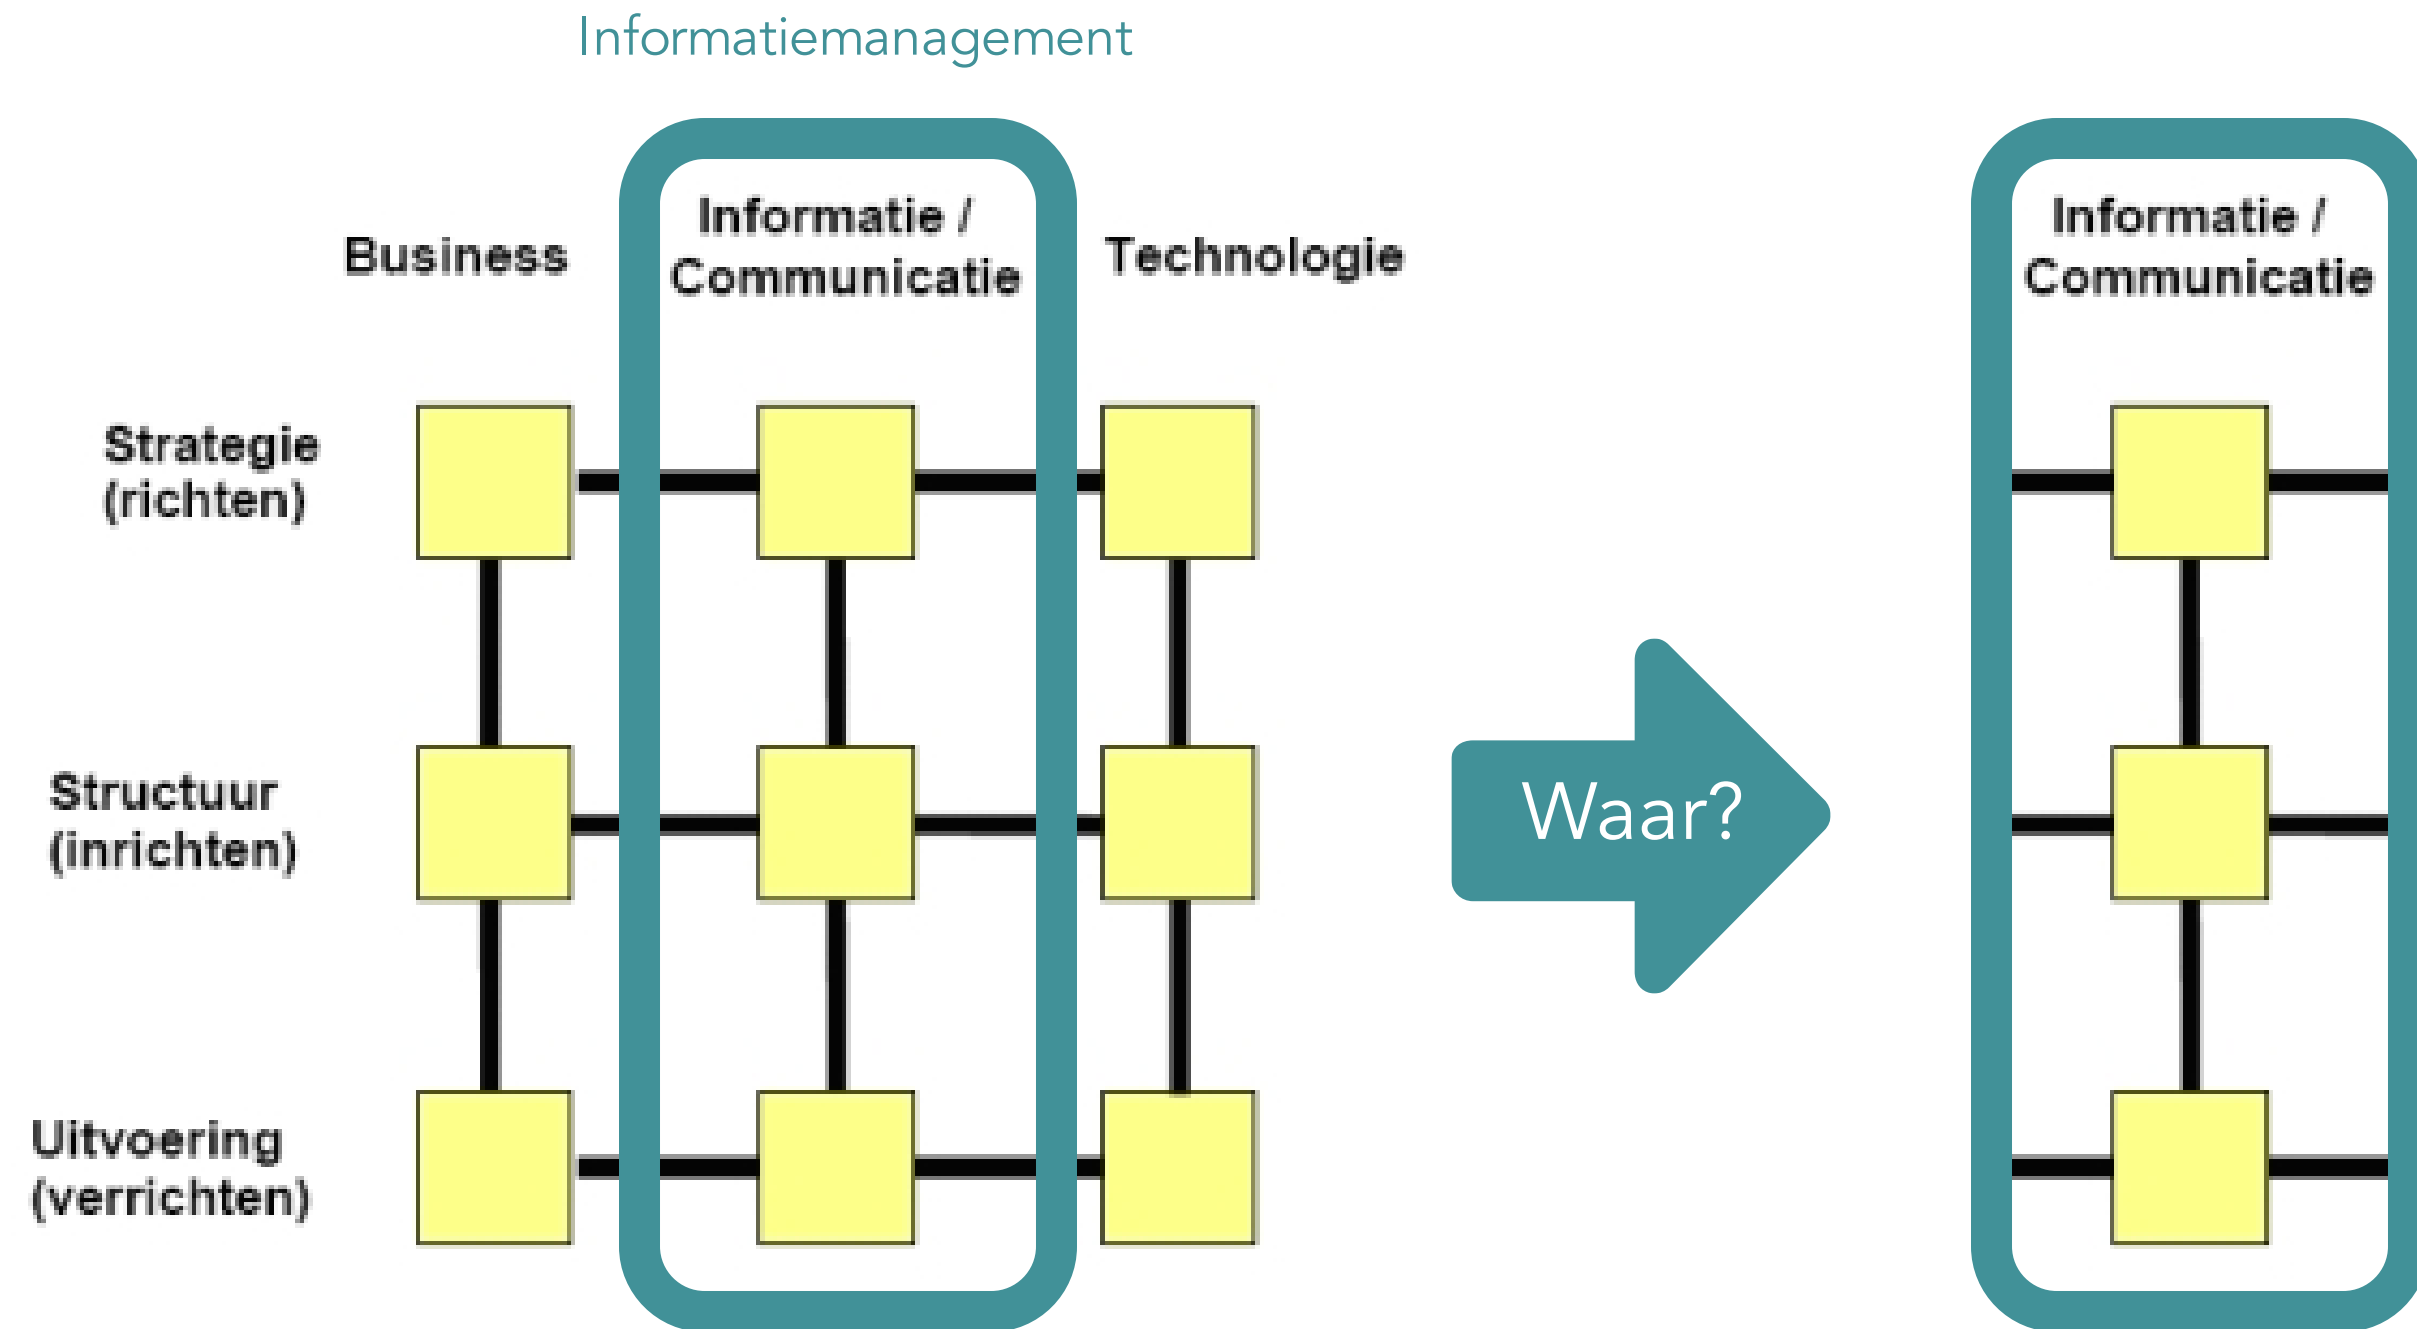 Informatiemanagement
Business
Informatie /
Communicatie
Technologie
Informatie /
Communicatie
Strategie
(richten)
Structuur
(inrichten)
Waar?
Uitvoering
(verrichten)